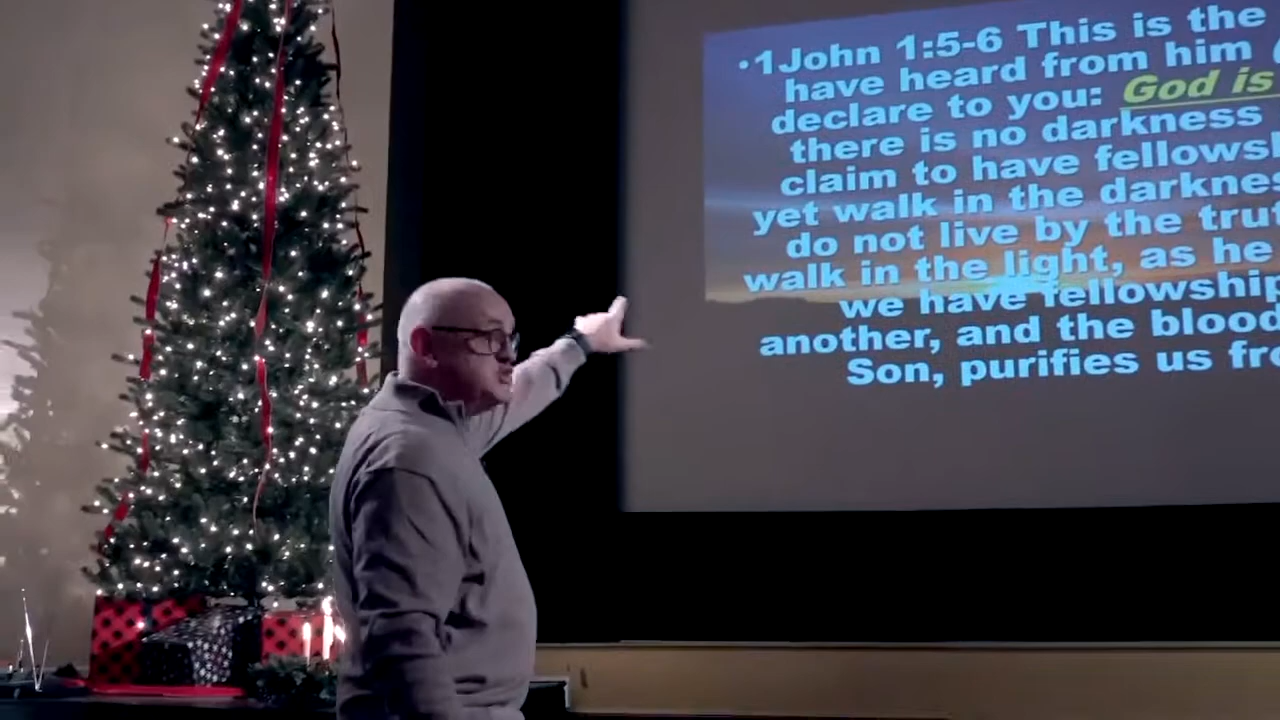 •1John 1:5-6 This is the
have heard from him
declare to you: God is
there is no darkness
claim to have fellowsh
yet walk in the darknes
do not live by the trut
walk in the light, as he
we have fellowship
another, and the blood
Son, purifies us fro